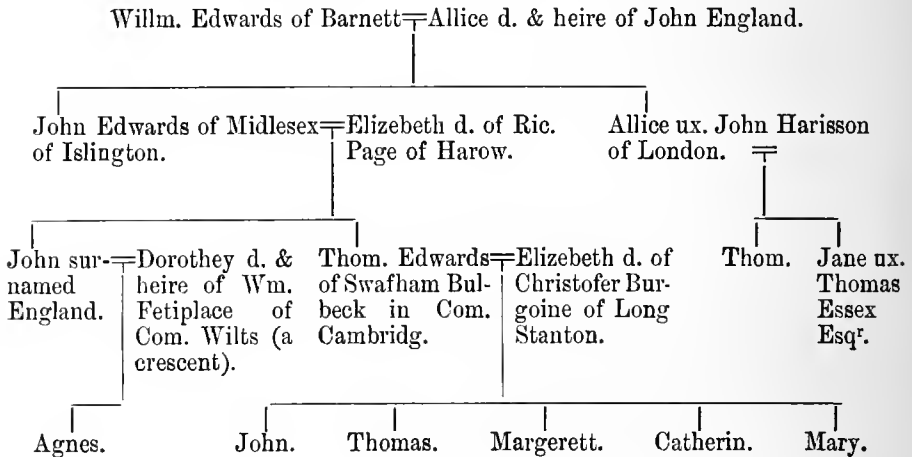 Willm. Edwards of Barnett Allice d. & heire of John England.
John Edwards of Midlesex
of Islington.
Elizebeth d. of Ric.
Page of Harow.
Allice ux. John Harisson
of London.
John sur-
named
England.
Dorothey d. &
heire of Wm.
Fetiplace of
Com. Wilts (a
crescent).
Thom. Edwards
of Swafham Bul-
beck in Com.
Cambridg.
Elizebeth d. of
Christofer Bur-
goine of Long
Stanton.
Thom.
Jane ux.
Thomas
Essex
Esqʳ.
Agnes.
John.
Thomas.
Margerett.
Catherin.
Mary.